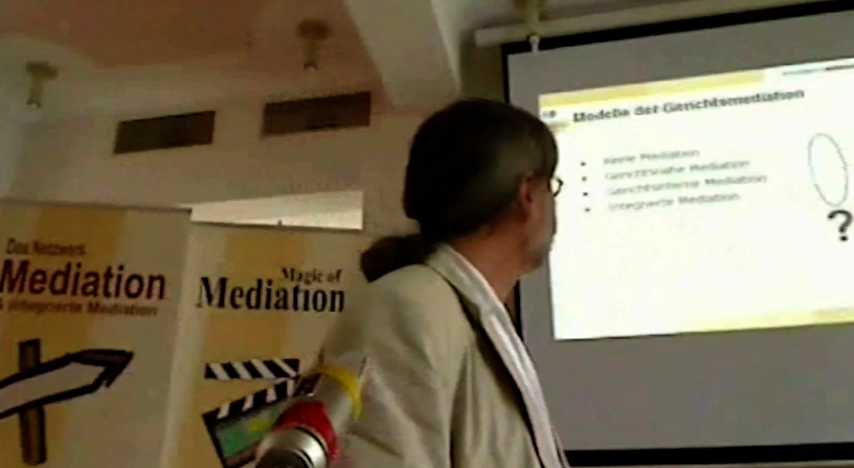 Das Netzwerk
Mediation
& integrierte Mediation
Magic of
Mediation
Modelle der Gerichtsmediation
Keine Mediation
Gerichtsnahe Mediation
Gerichtsinterne Mediation
Integrierte Mediation
?